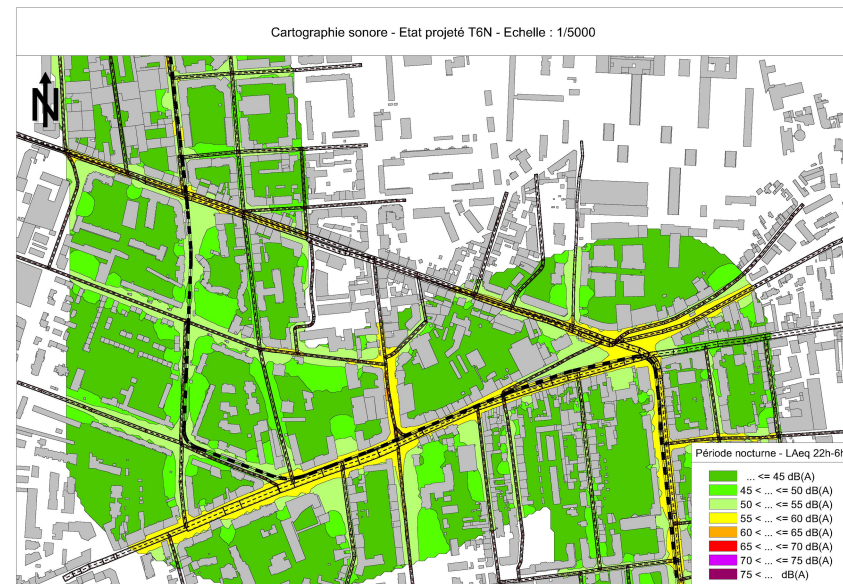 Cartographie sonore - Etat projeté T6N - Echelle : 1/5000
N
Période nocturne - LAeq 22h-6h
... <= 45 dB(A)
45 < ... <= 50 dB(A)
50 < ... <= 55 dB(A)
55 < ... <= 60 dB(A)
60 < ... <= 65 dB(A)
65 < ... <= 70 dB(A)
70 < ... <= 75 dB(A)
75 < ... dB(A)